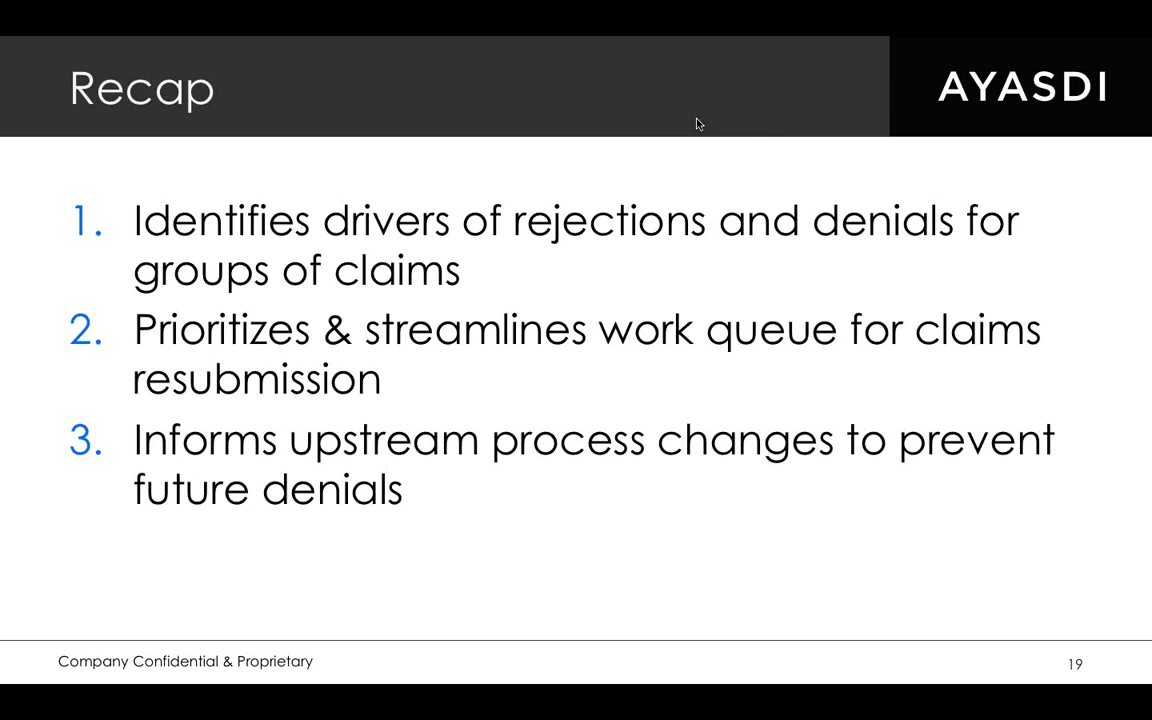 Recap
AYASDI
1. Identifies drivers of rejections and denials for
groups of claims
2. Prioritizes & streamlines work queue for claims
resubmission
3. Informs upstream process changes to prevent
future denials
Company Confidential & Proprietary
19